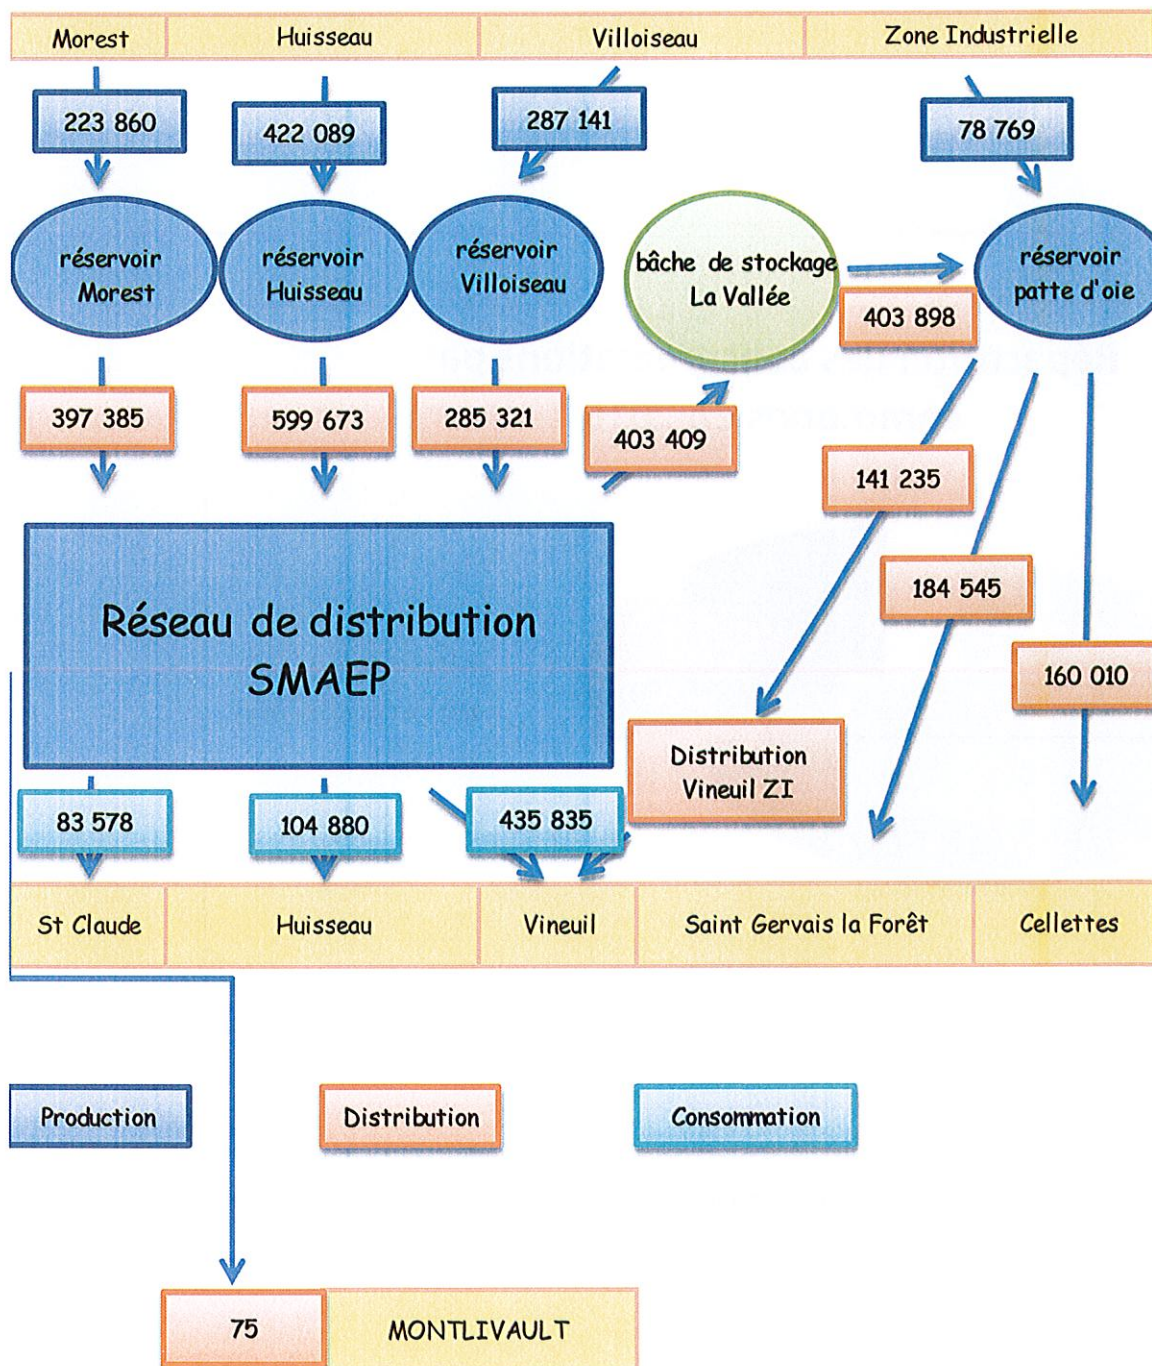 Morest
Huisseau
Villoiseau
Zone Industrielle
223 860
422 089
287 141
78 769
réservoir
Morest
réservoir
Huisseau
réservoir
Villoiseau
bâche de stockage
La Vallée
réservoir
patte d'oie
403 898
397 385
599 673
285 321
403 409
141 235
184 545
160 010
Réseau de distribution
SMAEP
Distribution
Vineuil ZI
83 578
104 880
435 835
St Claude
Huisseau
Vineuil
Saint Gervais la Forêt
Cellettes
Production
Distribution
Consommation
75
MONTLIVAULT